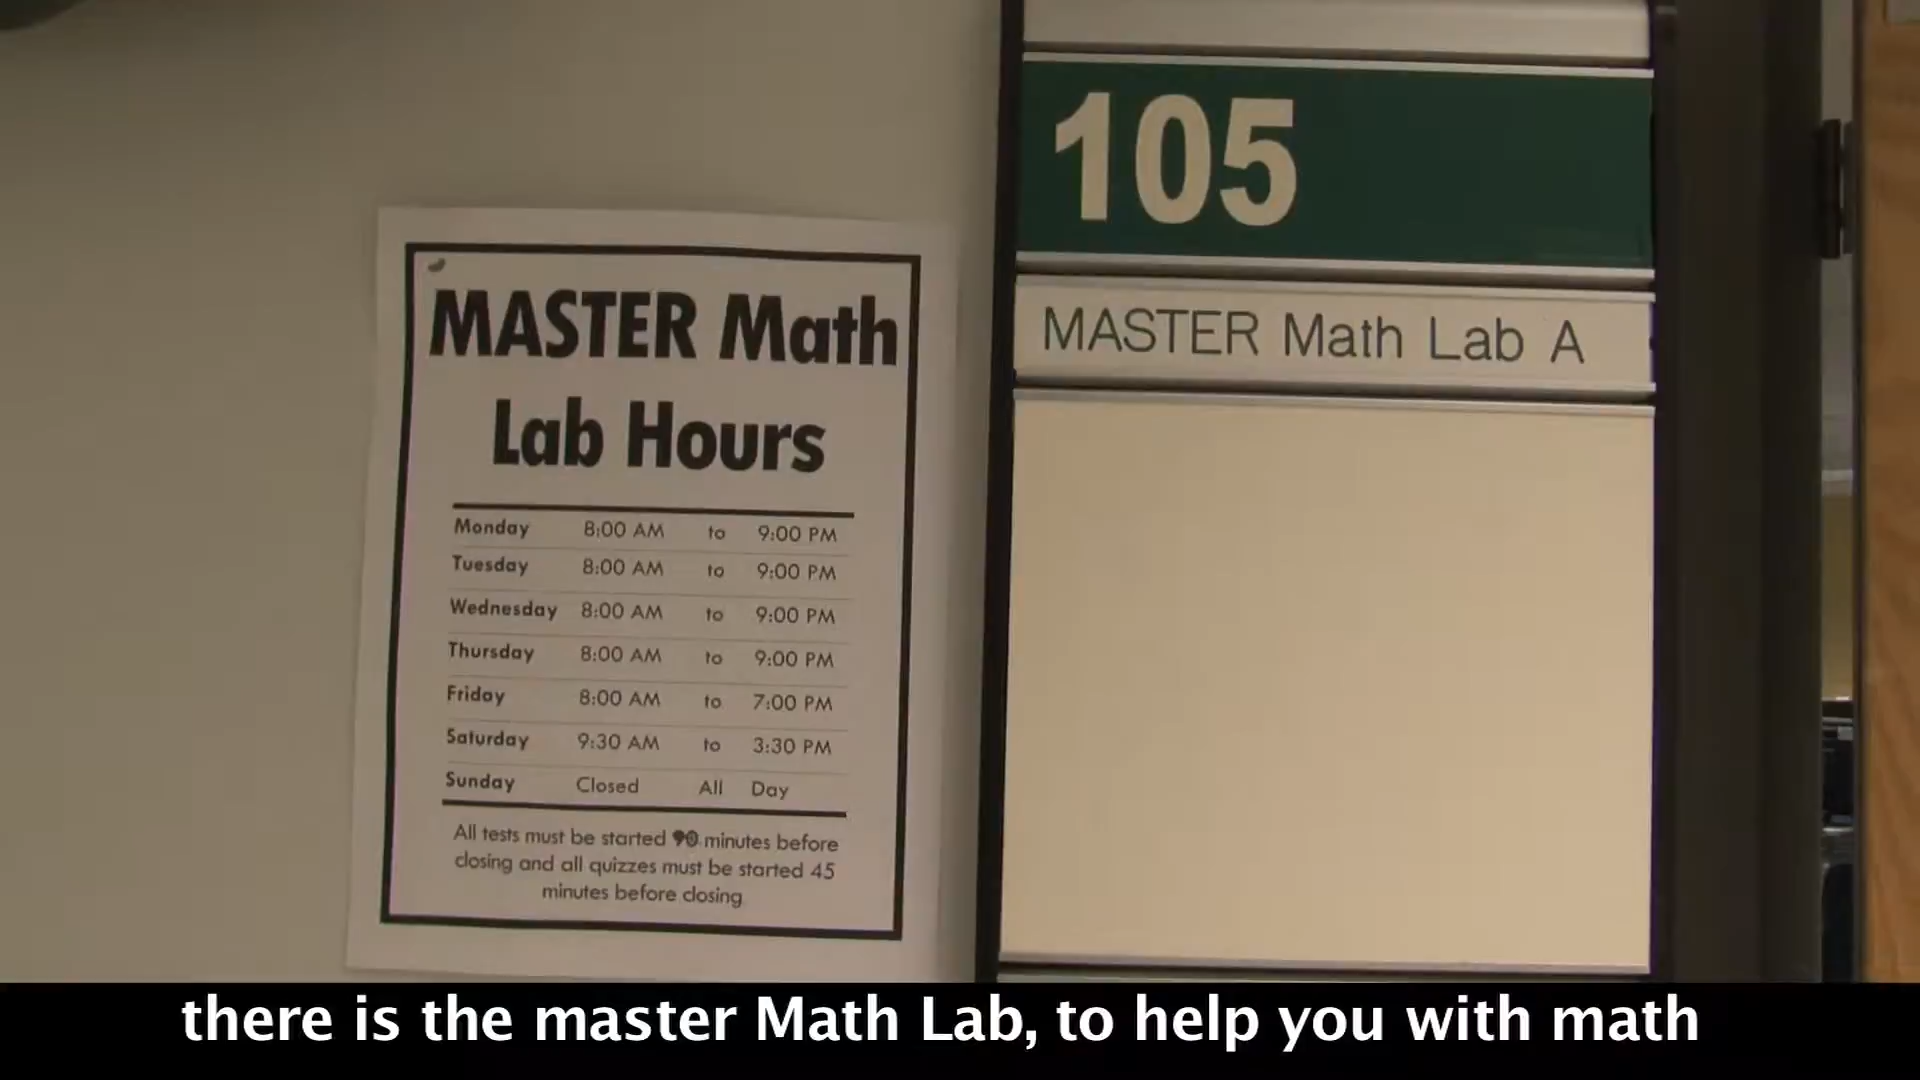 MASTER Math
Lab Hours
Monday 8:00 AM to 9:00 PM
Tuesday 8:00 AM to 9:00 PM
Wednesday 8:00 AM to 9:00 PM
Thursday 8:00 AM to 9:00 PM
Friday 8:00 AM to 7:00 PM
Saturday 9:30 AM to 3:30 PM
Sunday Closed All Day
All tests must be started 90 minutes before
closing and all quizzes must be started 45
minutes before closing
105
MASTER Math Lab A
there is the master Math Lab, to help you with math